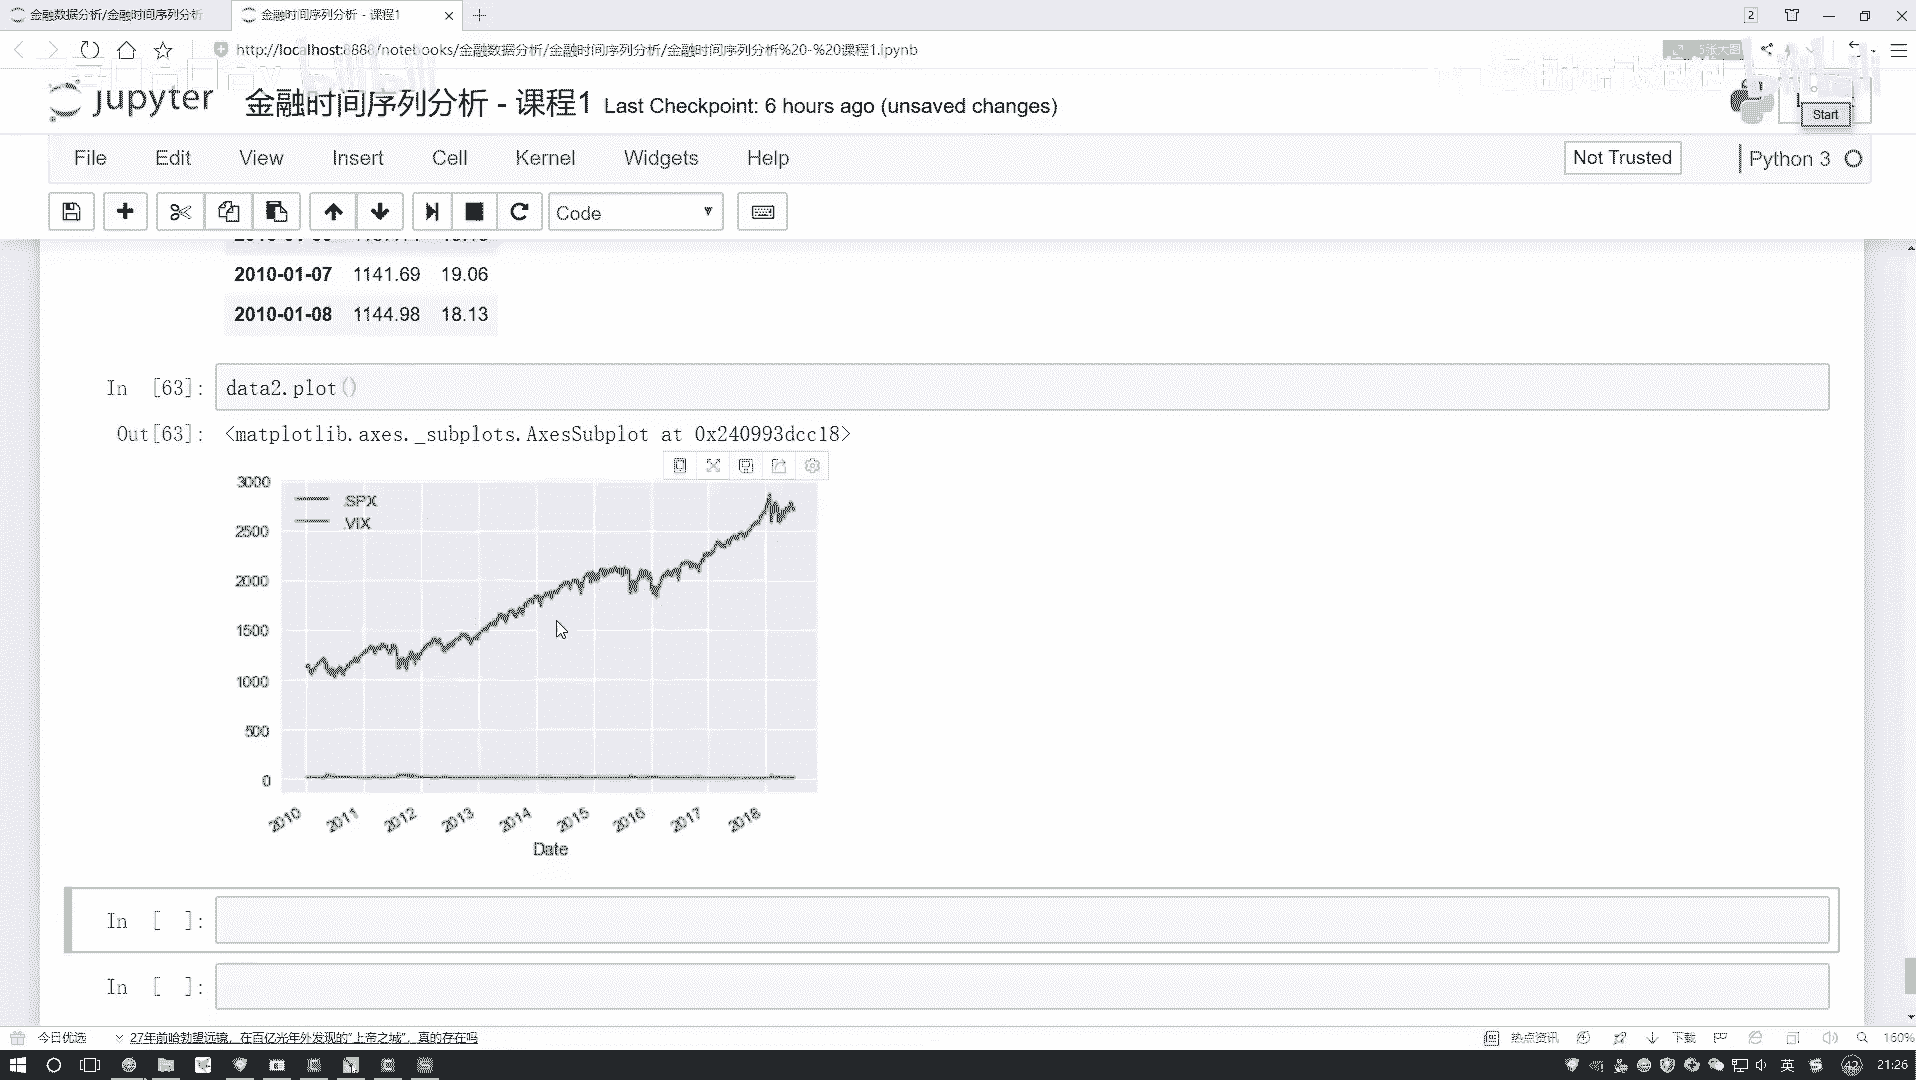 金融数据分析/金融时间序列分析
金融时间序列分析 - 课程1
2
http://localhost:8888/notebooks/金融数据分析/金融时间序列分析/金融时间序列分析%20-%20课程1.ipynb
5张大图
jupyter
金融时间序列分析 - 课程1 Last Checkpoint: 6 hours ago (unsaved changes)
Start
File Edit View Insert Cell Kernel Widgets Help
Not Trusted
Python 3
Code
2010-01-07 1141.69 19.06
2010-01-08 1144.98 18.13
In [63]: data2.plot()
Out[63]: <matplotlib.axes._subplots.AxesSubplot at 0x240993dcc18>
3000
2500
2000
1500
1000
500
0
.SPX
.VIX
2010 2011 2012 2013 2014 2015 2016 2017 2018
Date
In [ ]:
In [ ]:
今日优选
27年前哈勃望远镜，在百亿光年外发现的“上帝之城”，真的存在吗
热点资讯
下载
160%
英
42
21:26